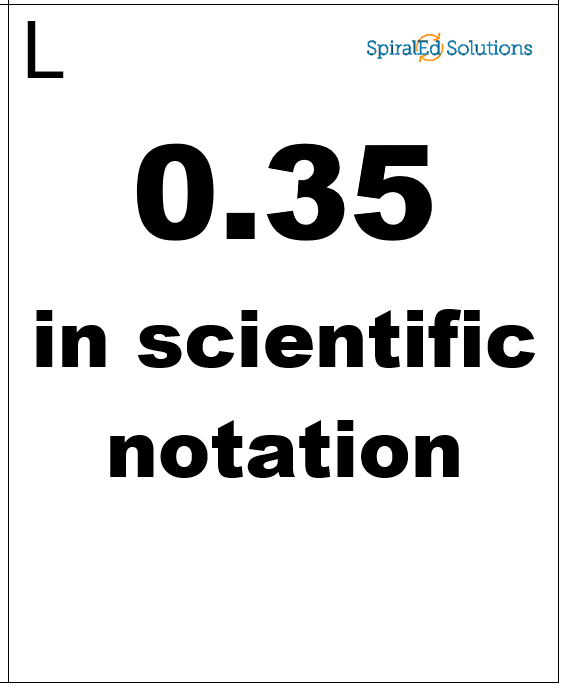 L
SpiralEd Solutions
0.35
in scientific
notation